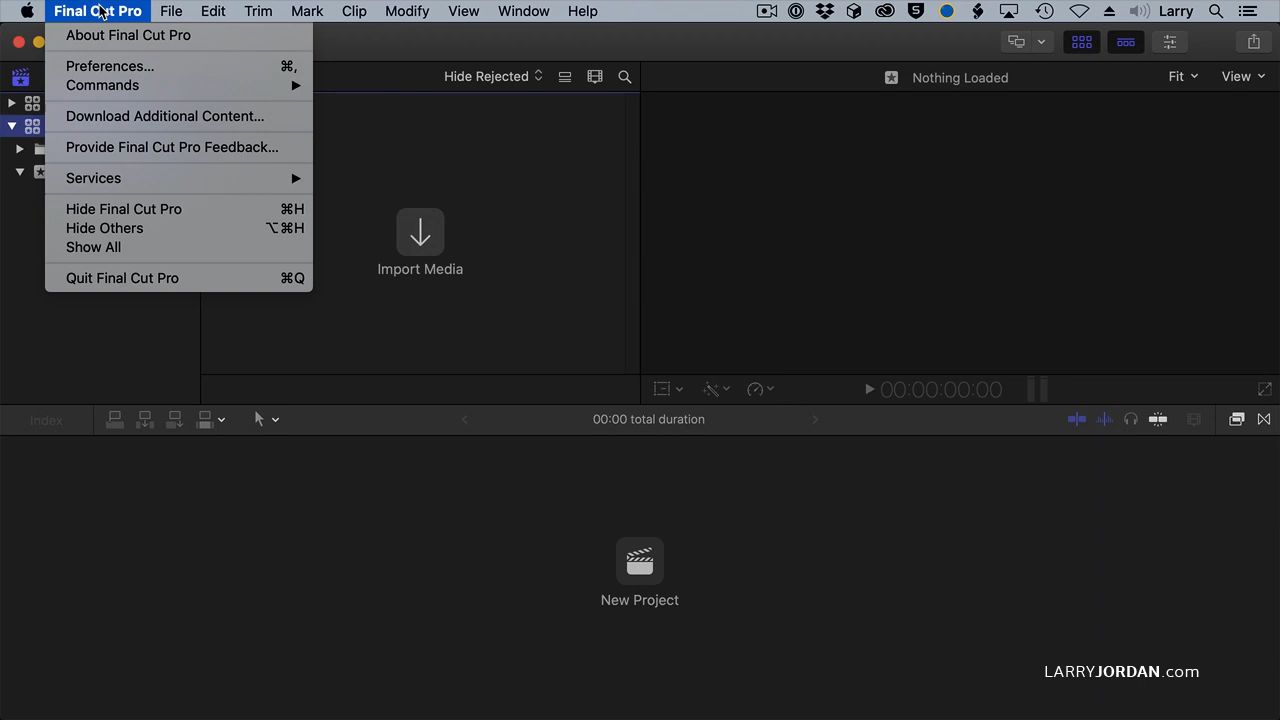 Final Cut Pro File Edit Trim Mark Clip Modify View Window Help Larry
About Final Cut Pro
Preferences... ⌘,
Commands
Download Additional Content...
Provide Final Cut Pro Feedback...
Services
Hide Final Cut Pro ⌘H
Hide Others ⌥⌘H
Show All
Quit Final Cut Pro ⌘Q
Hide Rejected
Nothing Loaded
Fit
View
Import Media
00:00:00:00
Index
00:00 total duration
New Project
LARRYJORDAN.com